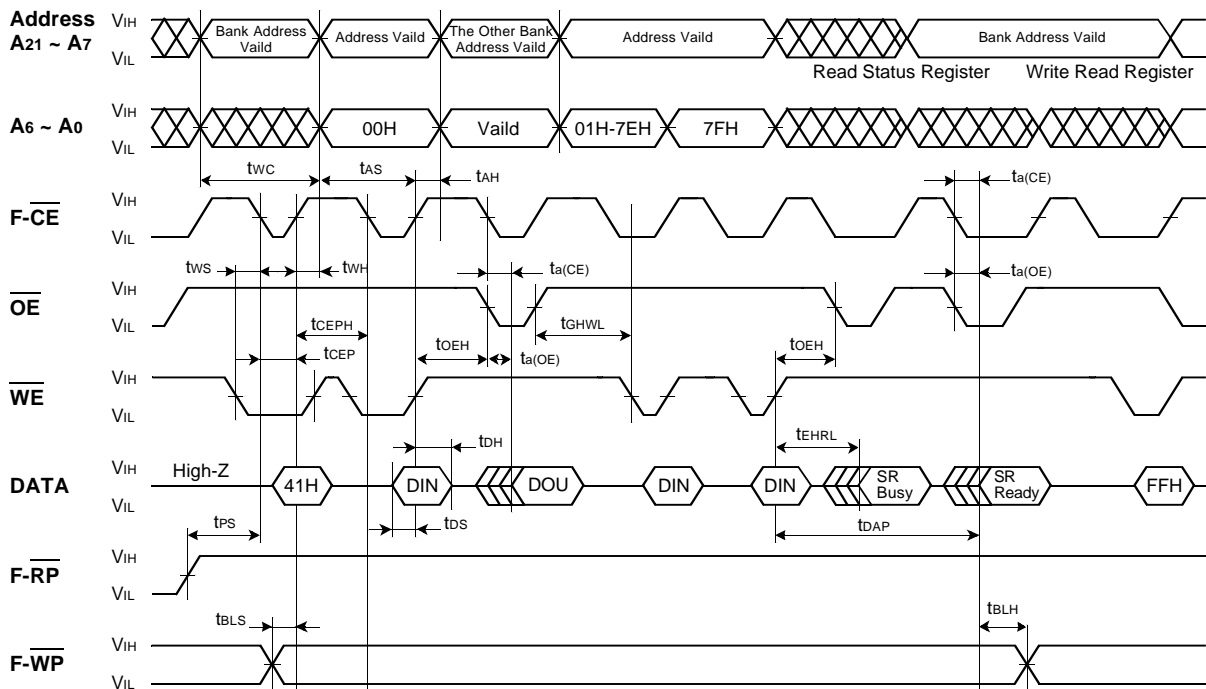 Address
A21 ~ A7
VIH
VIL
Bank Address
Vaild
Address Vaild
The Other Bank
Address Vaild
Address Vaild
Bank Address Vaild
Read Status Register
Write Read Register
A6 ~ A0
VIH
VIL
00H
Vaild
01H-7EH
7FH
tWC
tAS
tAH
ta(CE)
F-CE
VIH
VIL
tWS
tWH
ta(CE)
ta(OE)
OE
VIH
VIL
tCEPH
tGHWL
tCEP
tOEH
ta(OE)
tOEH
WE
VIH
VIL
tDH
tEHRL
DATA
VIH
VIL
High-Z
41H
DIN
DOU
DIN
DIN
SR
Busy
SR
Ready
FFH
tPS
tDS
tDAP
F-RP
VIH
VIL
tBLS
tBLH
F-WP
VIH
VIL